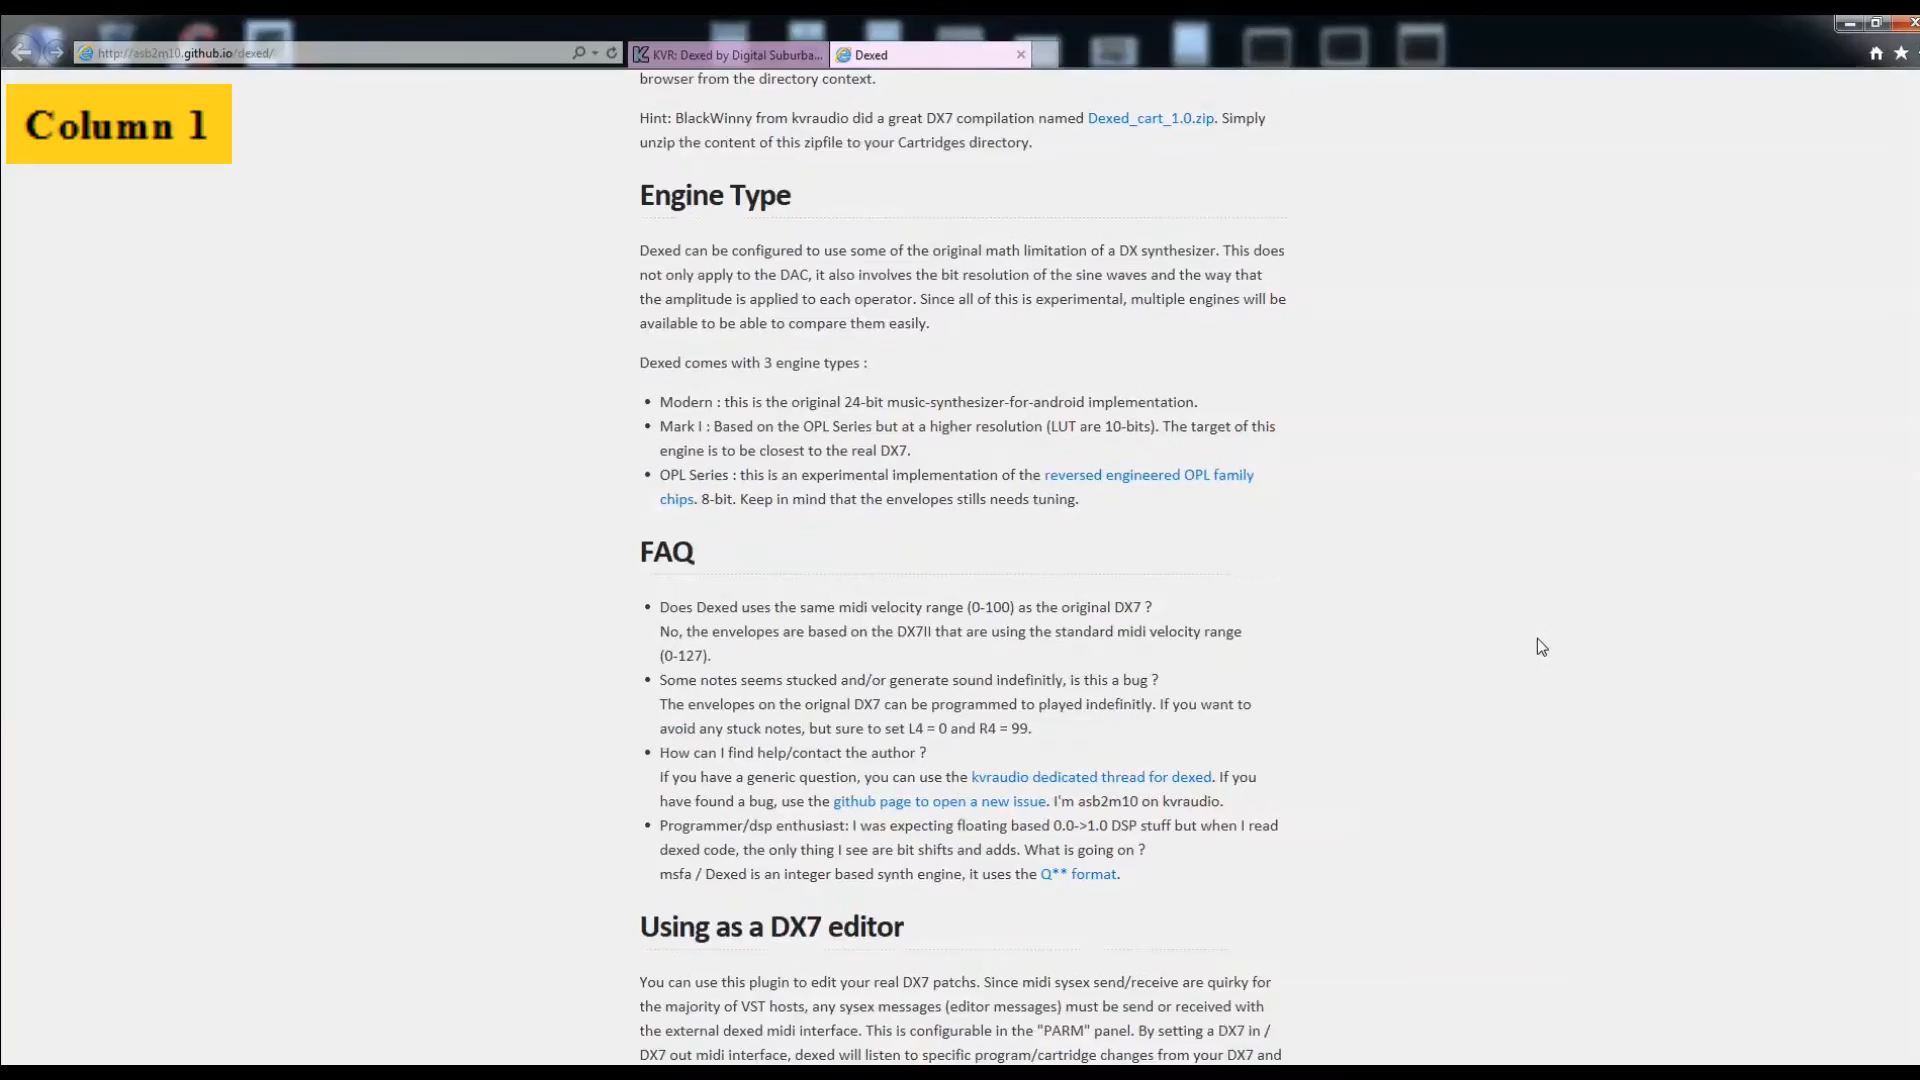 http://asb2m10.github.io/dexed/
KVR: Dexed by Digital Suburba...
Dexed
Column 1
browser from the directory context.
Hint: BlackWinny from kvraudio did a great DX7 compilation named Dexed_cart_1.0.zip. Simply
unzip the content of this zipfile to your Cartridges directory.
Engine Type
Dexed can be configured to use some of the original math limitation of a DX synthesizer. This does
not only apply to the DAC, it also involves the bit resolution of the sine waves and the way that
the amplitude is applied to each operator. Since all of this is experimental, multiple engines will be
available to be able to compare them easily.
Dexed comes with 3 engine types :
• Modern : this is the original 24-bit music-synthesizer-for-android implementation.
• Mark I : Based on the OPL Series but at a higher resolution (LUT are 10-bits). The target of this
engine is to be closest to the real DX7.
• OPL Series : this is an experimental implementation of the reversed engineered OPL family
chips. 8-bit. Keep in mind that the envelopes stills needs tuning.
FAQ
• Does Dexed uses the same midi velocity range (0-100) as the original DX7 ?
No, the envelopes are based on the DX7II that are using the standard midi velocity range
(0-127).
• Some notes seems stucked and/or generate sound indefinitly, is this a bug ?
The envelopes on the orignal DX7 can be programmed to played indefinitly. If you want to
avoid any stuck notes, but sure to set L4 = 0 and R4 = 99.
• How can I find help/contact the author ?
If you have a generic question, you can use the kvraudio dedicated thread for dexed. If you
have found a bug, use the github page to open a new issue. I'm asb2m10 on kvraudio.
• Programmer/dsp enthusiast: I was expecting floating based 0.0->1.0 DSP stuff but when I read
dexed code, the only thing I see are bit shifts and adds. What is going on ?
msfa / Dexed is an integer based synth engine, it uses the Q** format.
Using as a DX7 editor
You can use this plugin to edit your real DX7 patchs. Since midi sysex send/receive are quirky for
the majority of VST hosts, any sysex messages (editor messages) must be send or received with
the external dexed midi interface. This is configurable in the "PARM" panel. By setting a DX7 in /
DX7 out midi interface, dexed will listen to specific program/cartridge changes from your DX7 and